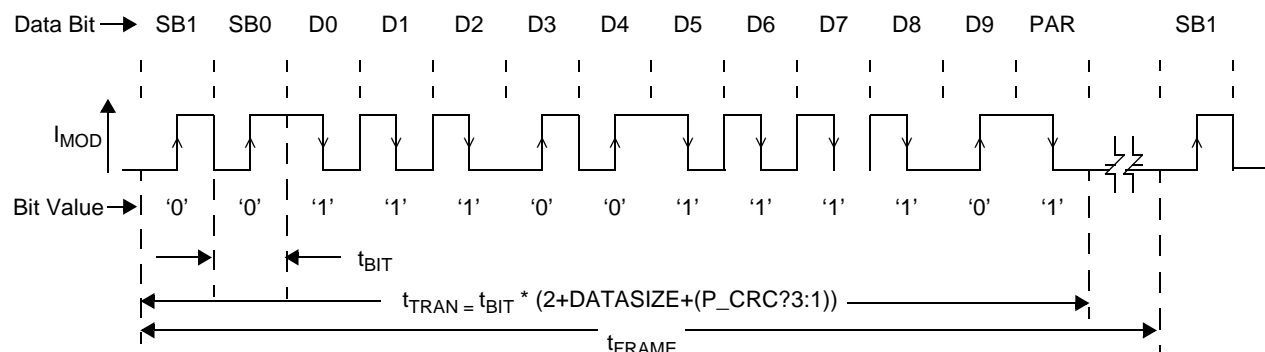 Data Bit SB1 SB0 D0 D1 D2 D3 D4 D5 D6 D7 D8 D9 PAR SB1
IMOD
Bit Value ‘0’ ‘0’ ‘1’ ‘1’ ‘1’ ‘0’ ‘0’ ‘1’ ‘1’ ‘1’ ‘1’ ‘0’ ‘1’
tBIT
tTRAN = tBIT * (2+DATASIZE+(P_CRC?3:1))
tFRAME